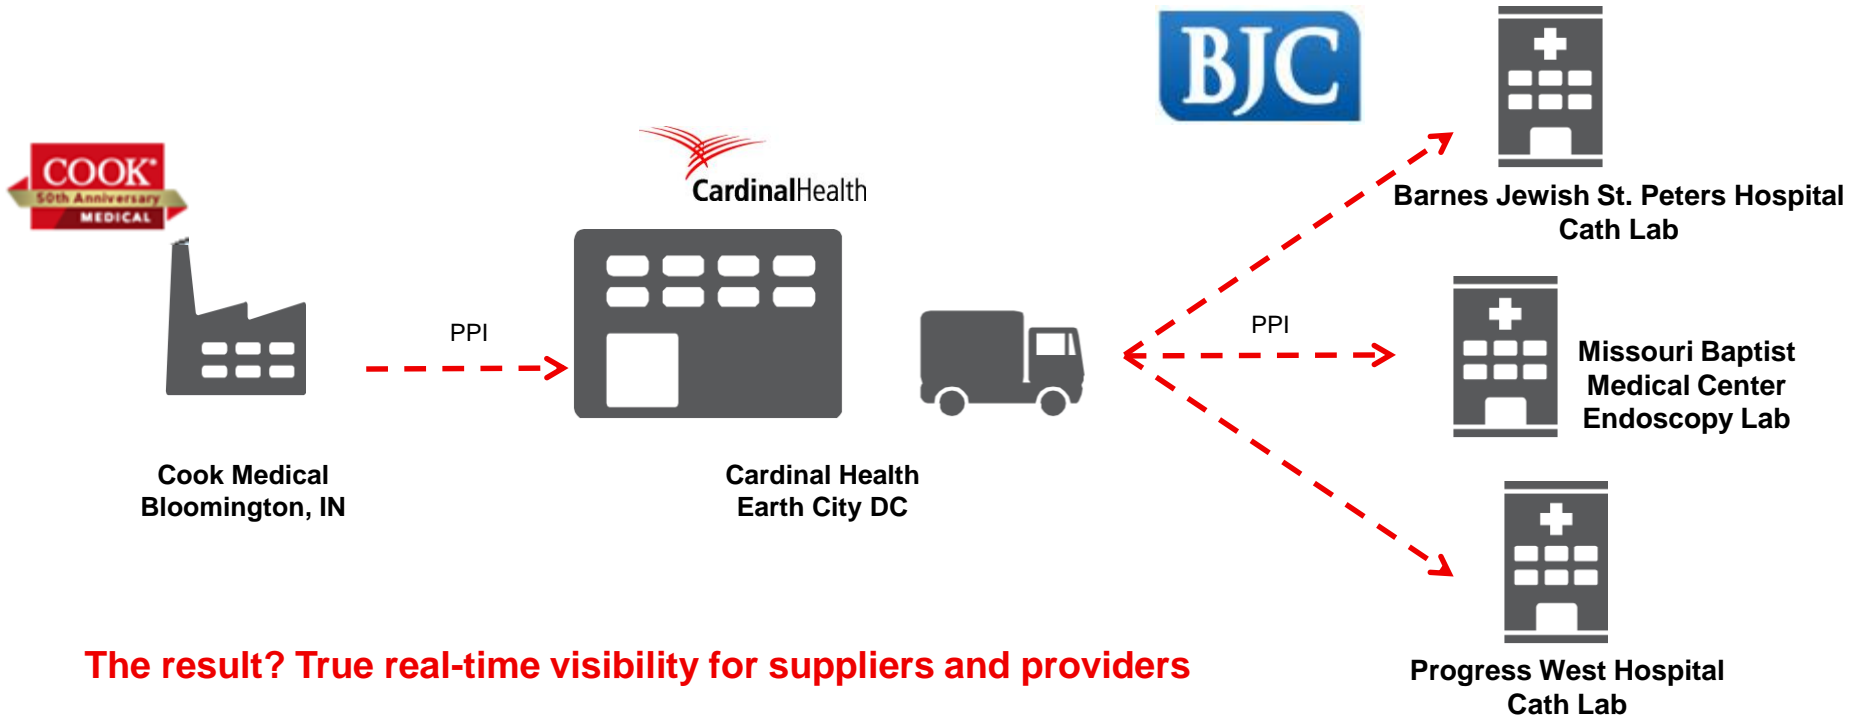 BJC
COOK®
50th Anniversary
MEDICAL
CardinalHealth
Barnes Jewish St. Peters Hospital
Cath Lab
PPI
PPI
Missouri Baptist
Medical Center
Endoscopy Lab
Cook Medical
Bloomington, IN
Cardinal Health
Earth City DC
The result? True real-time visibility for suppliers and providers
Progress West Hospital
Cath Lab